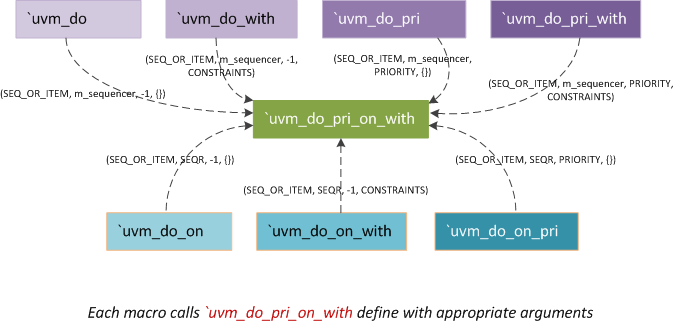 `uvm_do
`uvm_do_with
`uvm_do_pri
`uvm_do_pri_with
(SEQ_OR_ITEM, m_sequencer, -1, {})
(SEQ_OR_ITEM, m_sequencer, -1,
CONSTRAINTS)
(SEQ_OR_ITEM, m_sequencer,
PRIORITY, {})
(SEQ_OR_ITEM, m_sequencer, PRIORITY,
CONSTRAINTS)
`uvm_do_pri_on_with
(SEQ_OR_ITEM, SEQR, -1, {})
(SEQ_OR_ITEM, SEQR, -1, CONSTRAINTS)
(SEQ_OR_ITEM, SEQR, PRIORITY, {})
`uvm_do_on
`uvm_do_on_with
`uvm_do_on_pri
Each macro calls `uvm_do_pri_on_with define with appropriate arguments